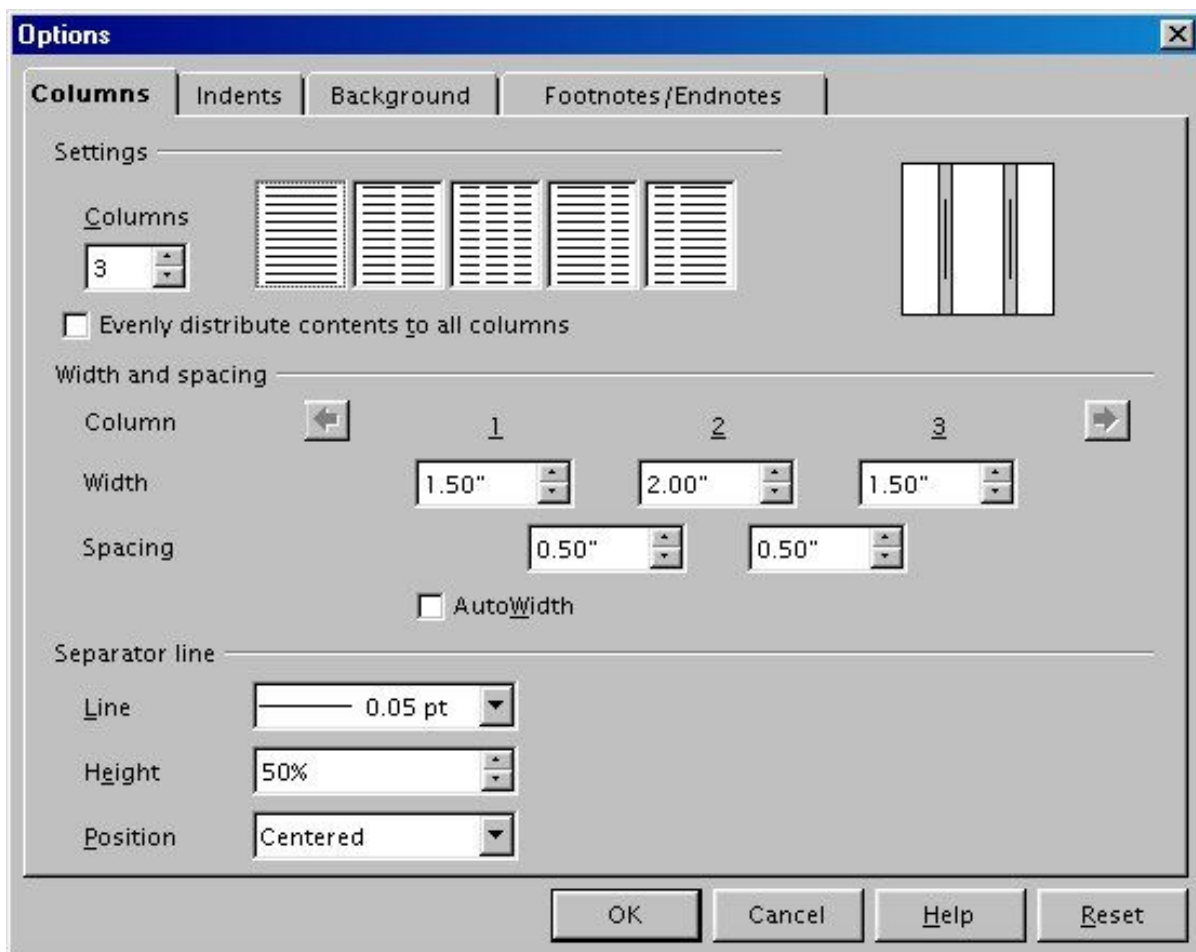 Options
Columns Indents Background Footnotes/Endnotes
Settings
Columns
3
Evenly distribute contents to all columns
Width and spacing
Column 1 2 3
Width 1.50" 2.00" 1.50"
Spacing 0.50" 0.50"
AutoWidth
Separator line
Line 0.05 pt
Height 50%
Position Centered
OK Cancel Help Reset